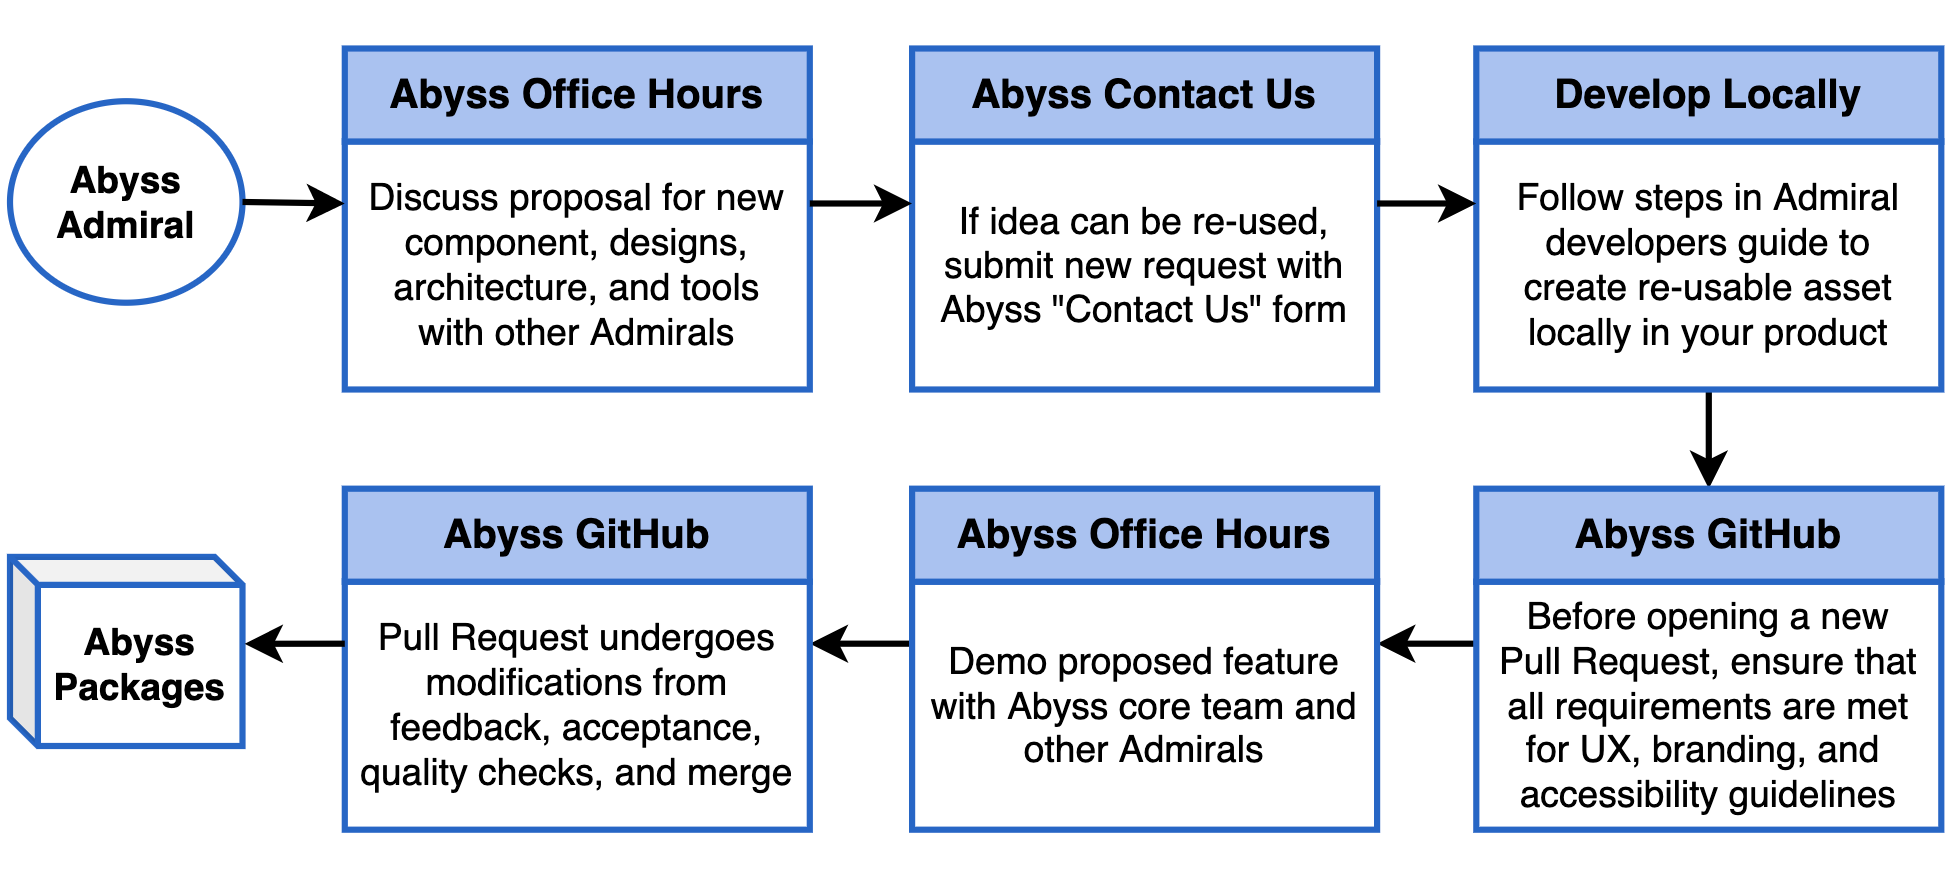 Abyss
Admiral
Abyss Office Hours
Discuss proposal for new
component, designs,
architecture, and tools
with other Admirals
Abyss Contact Us
If idea can be re-used,
submit new request with
Abyss "Contact Us" form
Develop Locally
Follow steps in Admiral
developers guide to
create re-usable asset
locally in your product
Abyss GitHub
Before opening a new
Pull Request, ensure that
all requirements are met
for UX, branding, and
accessibility guidelines
Abyss Office Hours
Demo proposed feature
with Abyss core team and
other Admirals
Abyss GitHub
Pull Request undergoes
modifications from
feedback, acceptance,
quality checks, and merge
Abyss
Packages